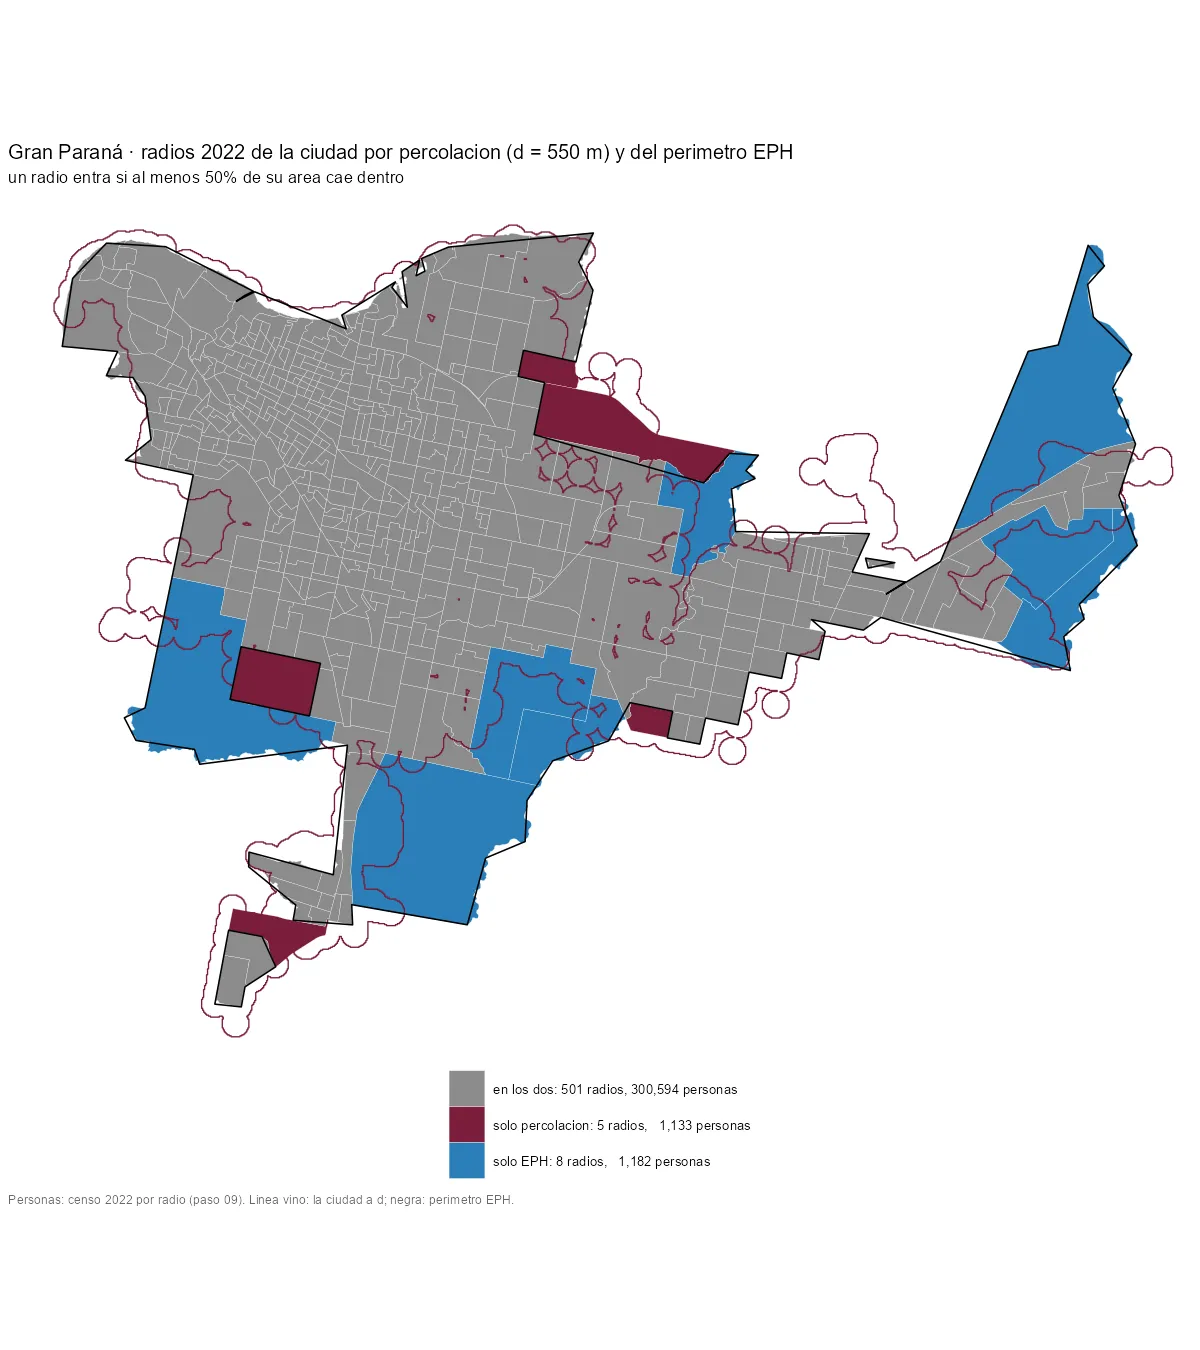 Gran Paraná · radios 2022 de la ciudad por percolacion (d = 550 m) y del perimetro EPH
un radio entra si al menos 50% de su area cae dentro
en los dos: 501 radios, 300,594 personas
solo percolacion: 5 radios, 1,133 personas
solo EPH: 8 radios, 1,182 personas
Personas: censo 2022 por radio (paso 09). Linea vino: la ciudad a d; negra: perimetro EPH.